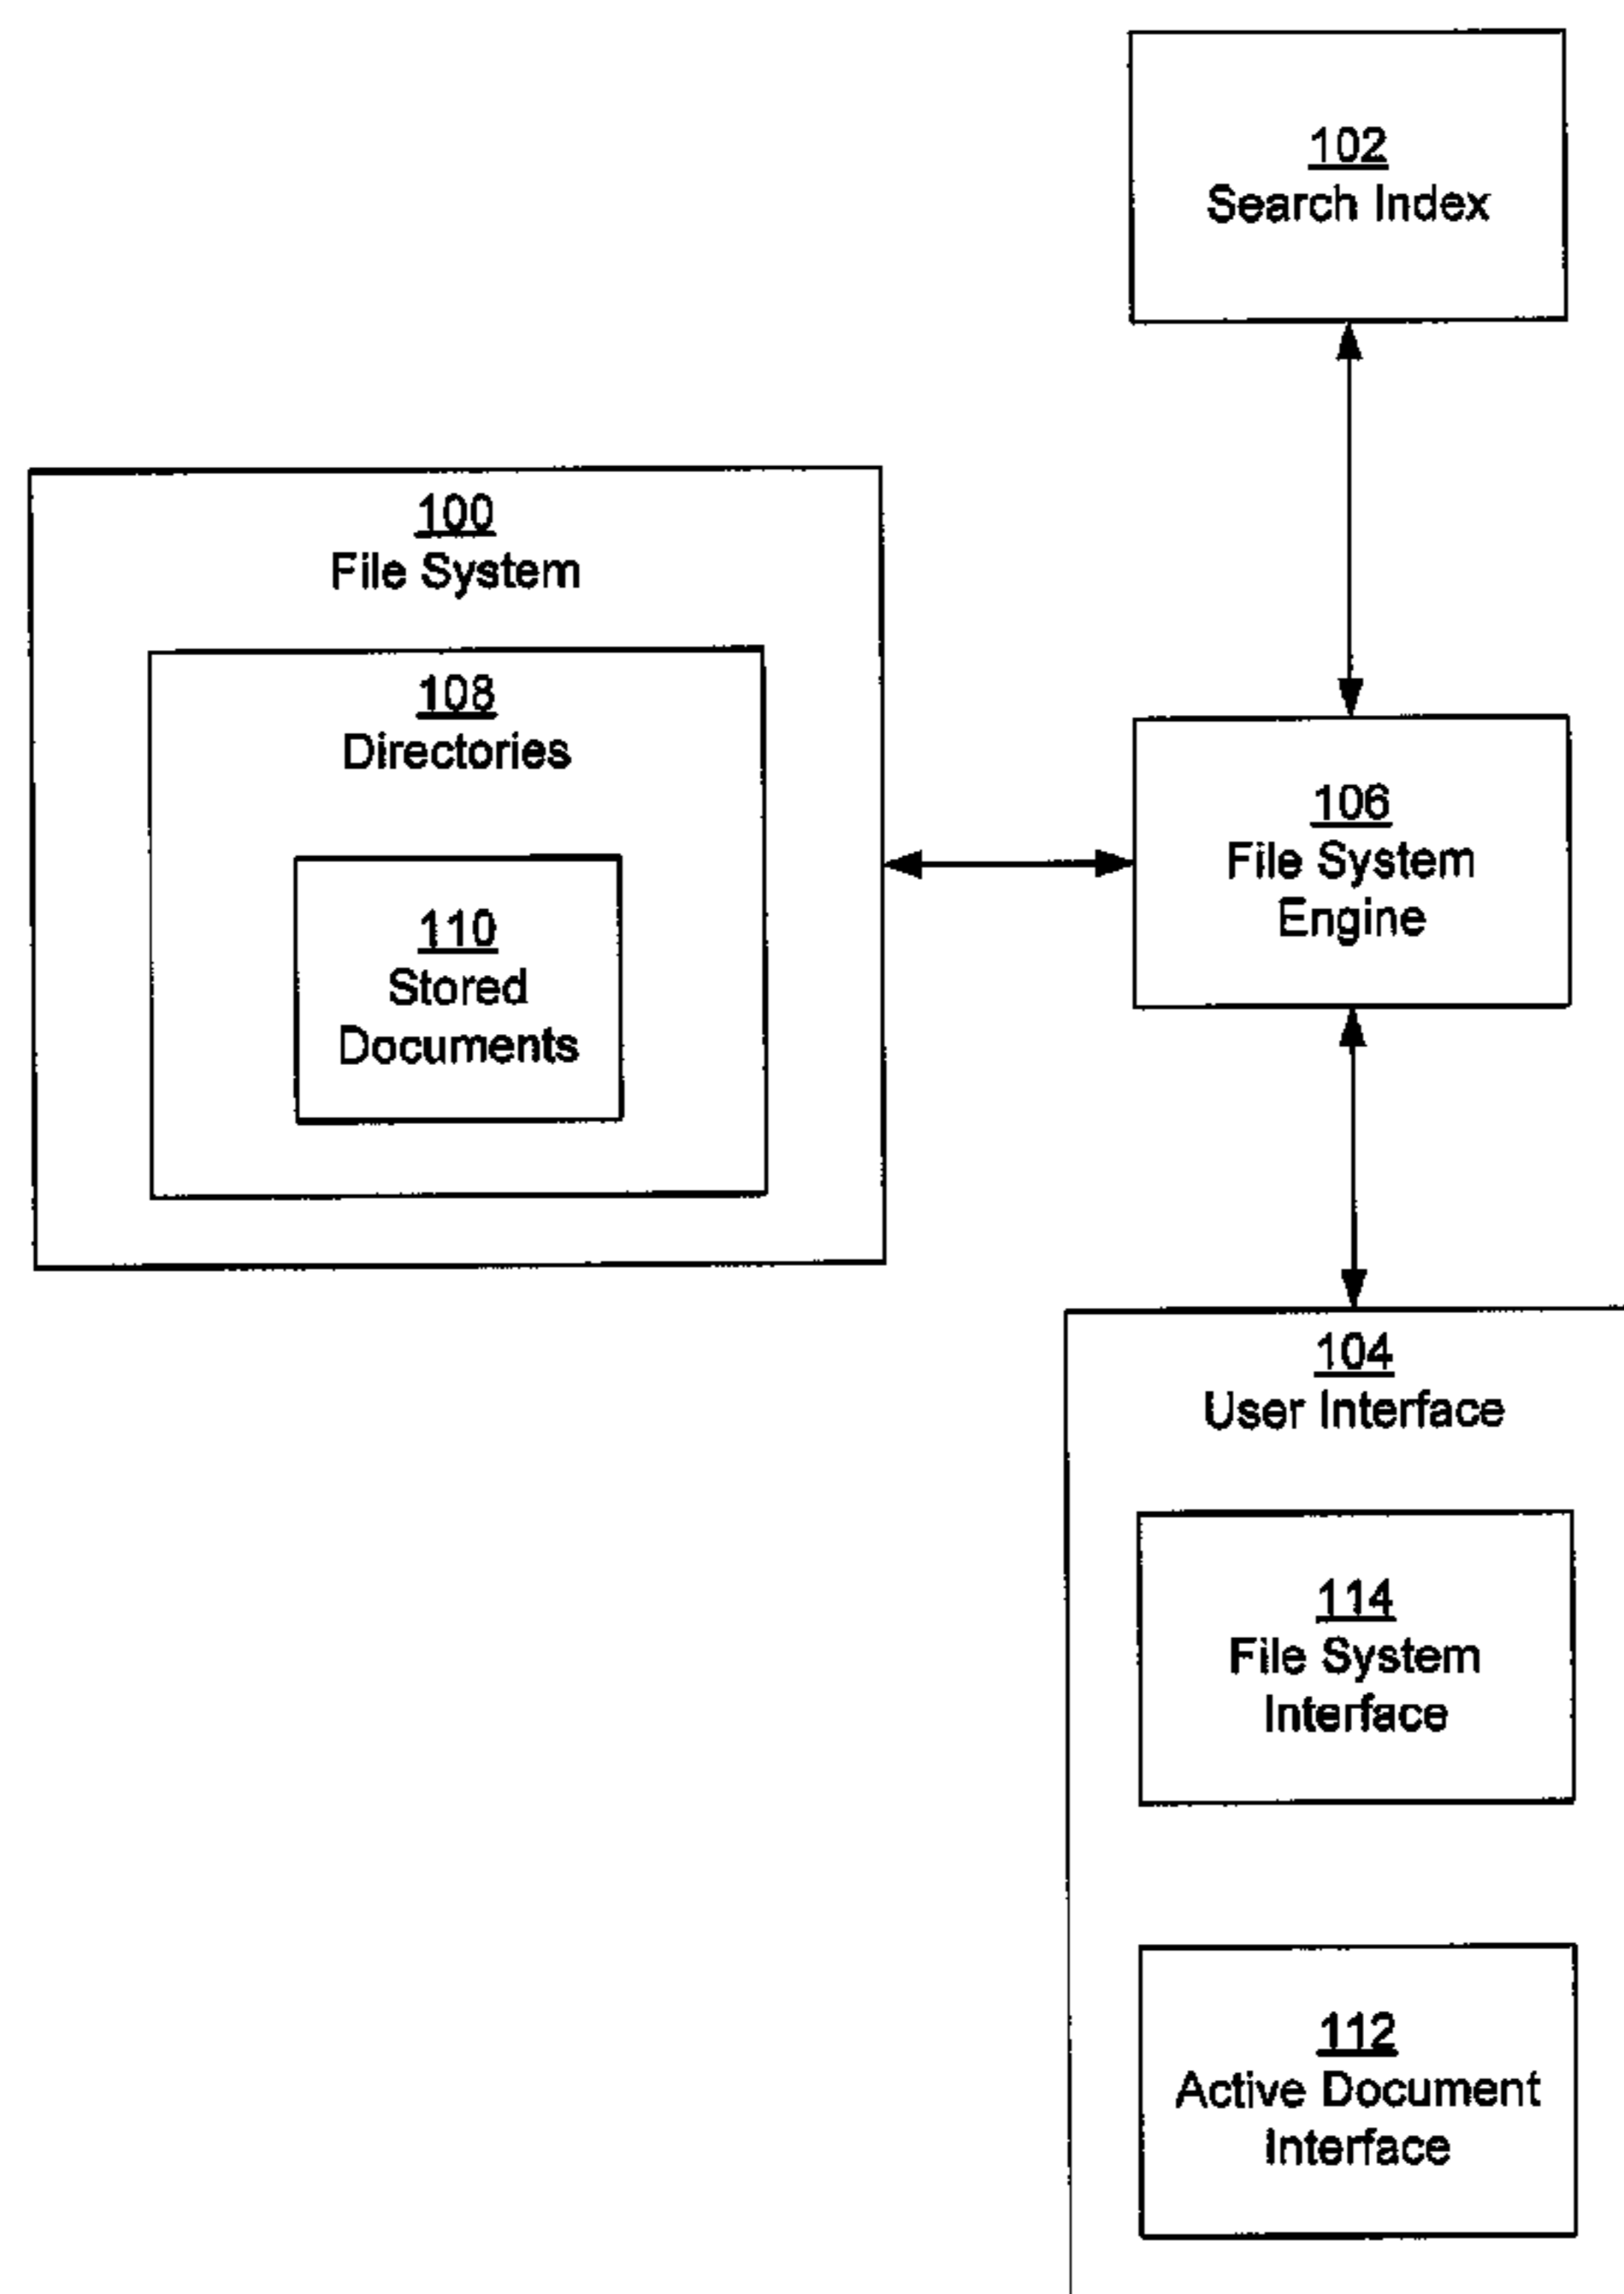 102
Search Index
100
File System
108
Directories
110
Stored
Documents
106
File System
Engine
104
User Interface
114
File System
Interface
112
Active Document
Interface